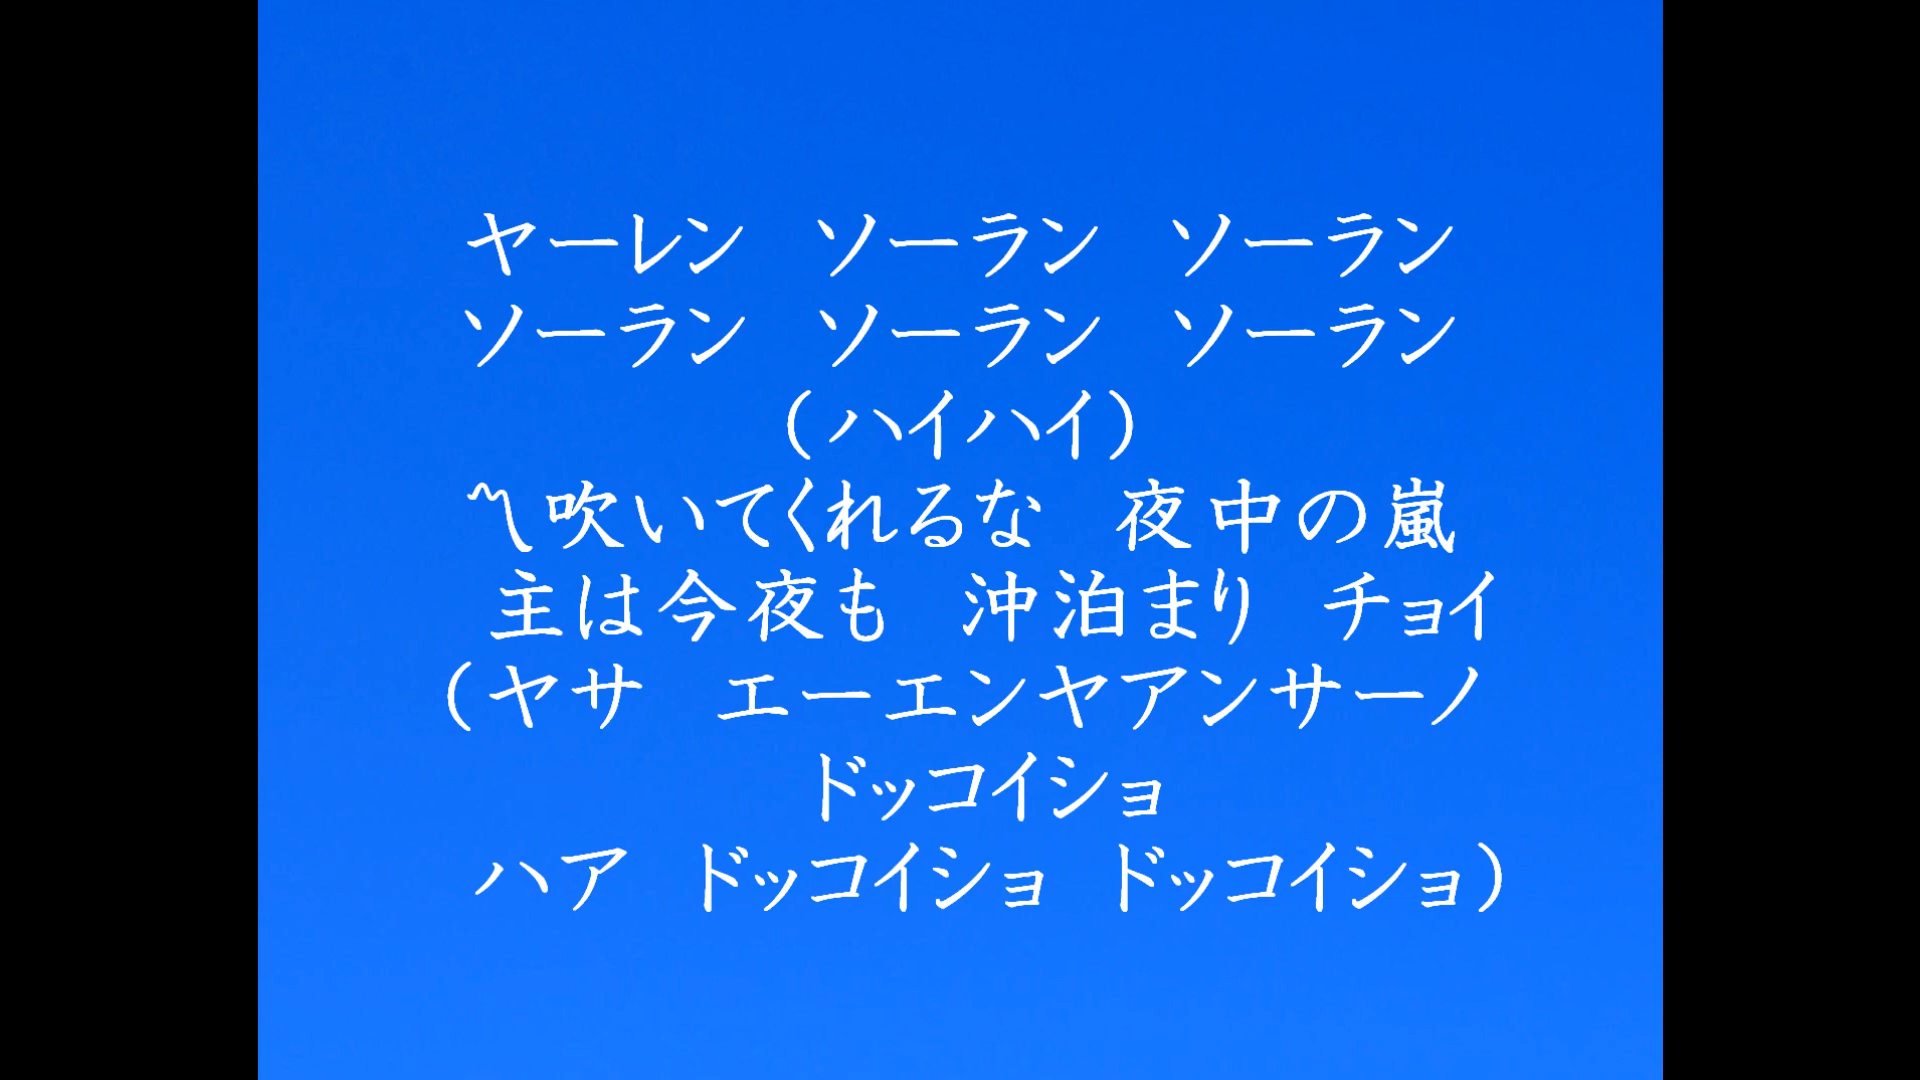 ヤーレン　ソーラン　ソーラン
ソーラン　ソーラン　ソーラン
（ハイハイ）
〽吹いてくれるな　夜中の嵐
主は今夜も　沖泊まり　チョイ
（ヤサ　エーエンヤアンサーノ
ドッコイショ
ハア　ドッコイショ　ドッコイショ）